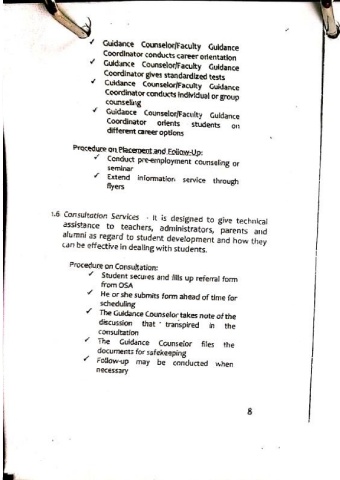 ✓ Guidance Counselor/Faculty Guidance
Coordinator conducts career orientation
✓ Guidance Counselor/Faculty Guidance
Coordinator gives standardized tests
✓ Guidance Counselor/Faculty Guidance
Coordinator conducts individual or group
counseling
✓ Guidance Counselor/Faculty Guidance
Coordinator orients students on
different career options
Procedure on Placement and Follow-Up:
✓ Conduct pre-employment counseling or
seminar
✓ Extend information service through
flyers
1.6 Consultation Services - It is designed to give technical
assistance to teachers, administrators, parents and
alumni as regard to student development and how they
can be effective in dealing with students.
Procedure on Consultation:
✓ Student secures and fills up referral form
from OSA
✓ He or she submits form ahead of time for
scheduling
✓ The Guidance Counselor takes note of the
discussion that transpired in the
consultation
✓ The Guidance Counselor files the
documents for safekeeping
✓ Follow-up may be conducted when
necessary
8